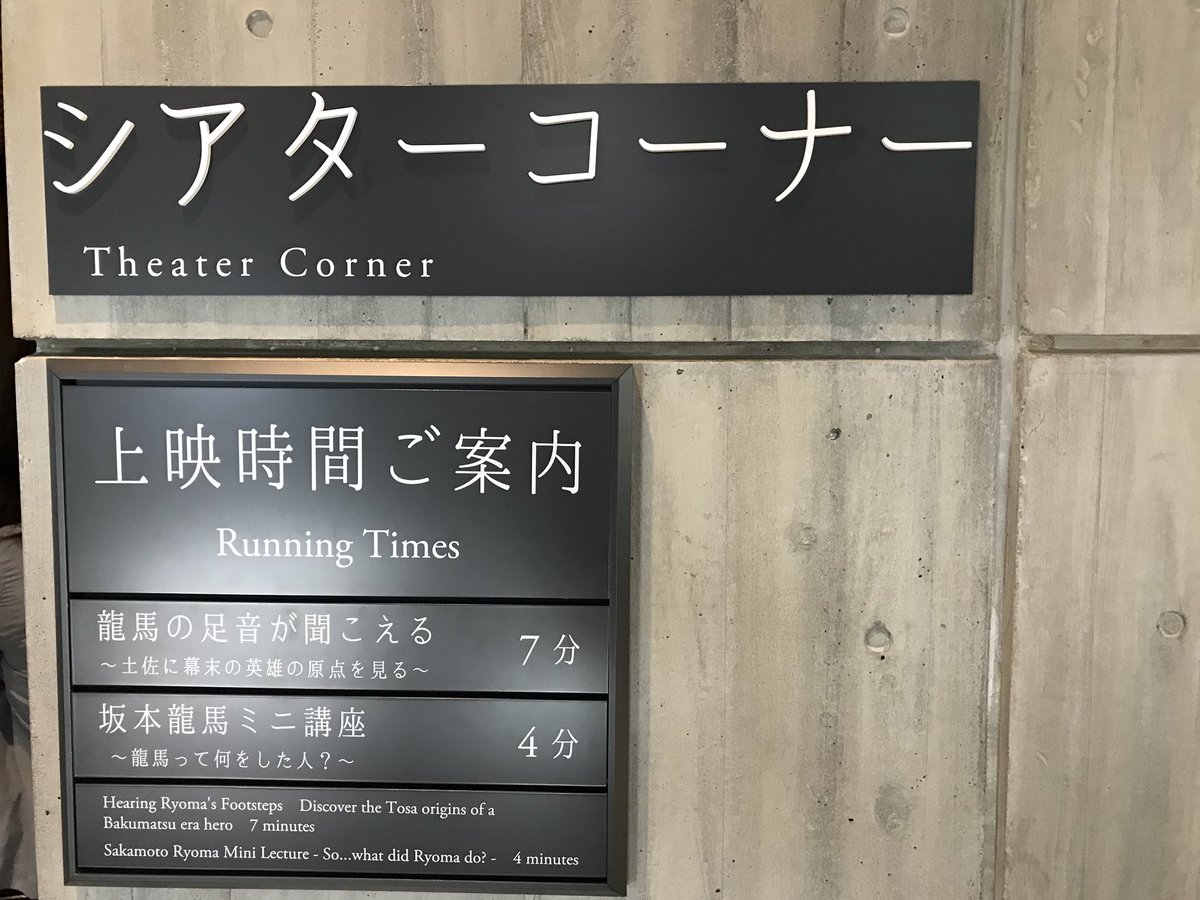 シアターコーナー
Theater Corner
上映時間ご案内
Running Times
龍馬の足音が聞こえる 7分
～土佐に幕末の英雄の原点を見る～
坂本龍馬ミニ講座 4分
～龍馬って何をした人？～
Hearing Ryoma's Footsteps Discover the Tosa origins of a
Bakumatsu era hero 7 minutes
Sakamoto Ryoma Mini Lecture - So...what did Ryoma do? - 4 minutes